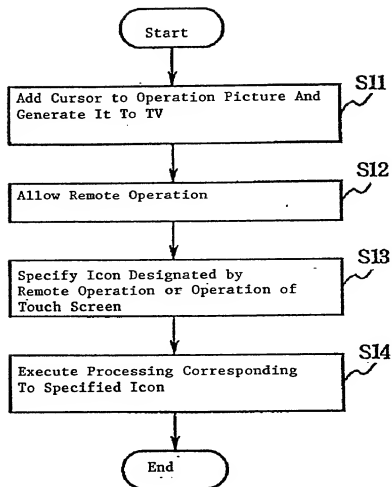 Start
S11
Add Cursor to Operation Picture And
Generate It To TV
S12
Allow Remote Operation
S13
Specify Icon Designated by
Remote Operation or Operation of
Touch Screen
S14
Execute Processing Corresponding
To Specified Icon
End